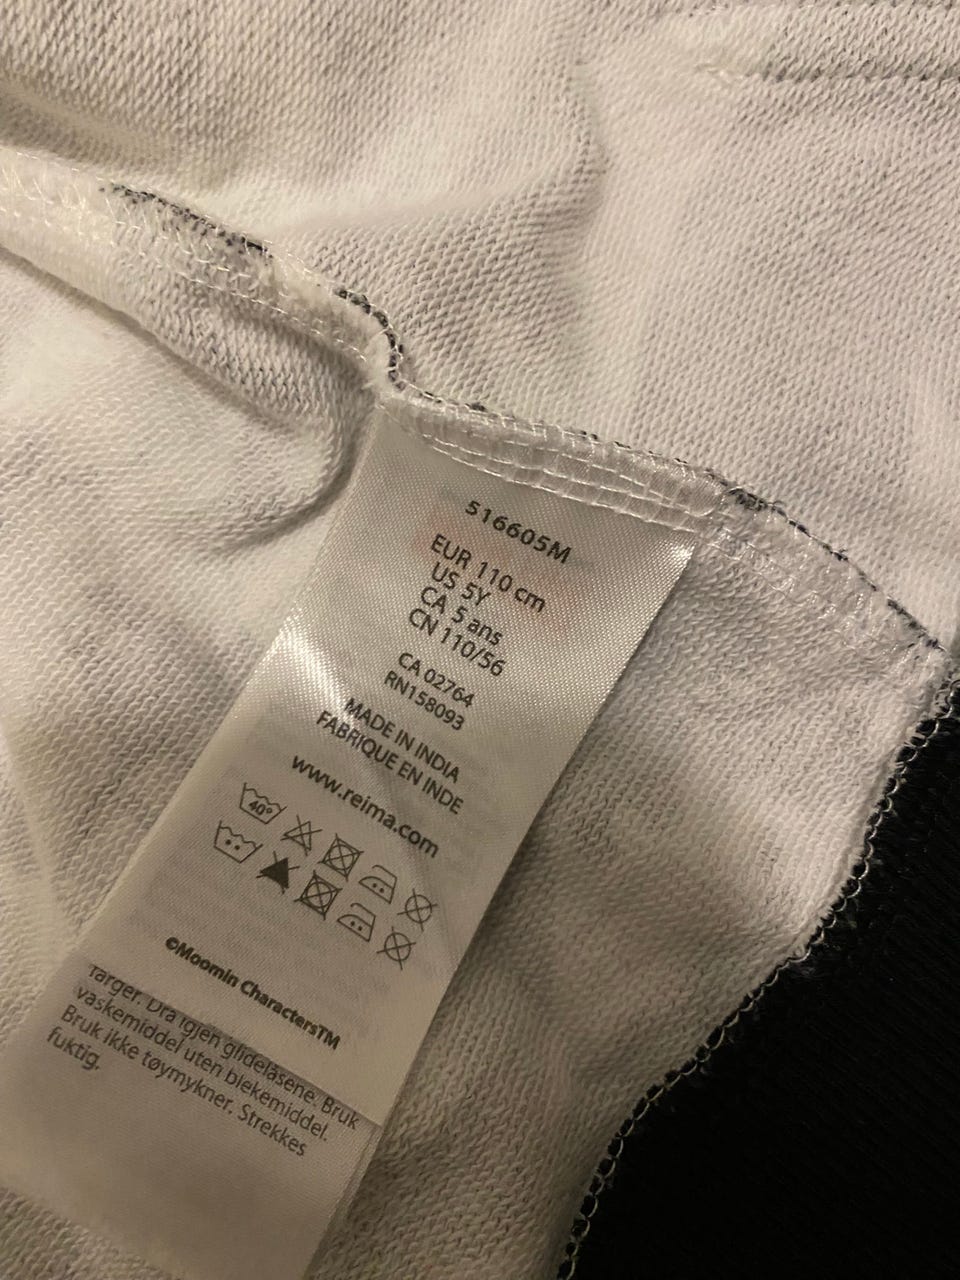 516605M
EUR 110 cm
US 5Y
CA 5 ans
CN 110/56
CA 02764
RN158093
MADE IN INDIA
FABRIQUE EN INDE
www.reima.com
40°
©Moomin Characters™
farger. Dra igjen glidelåsene. Bruk
vaskemiddel uten blekemiddel.
Bruk ikke tøymykner. Strekkes
fuktig.